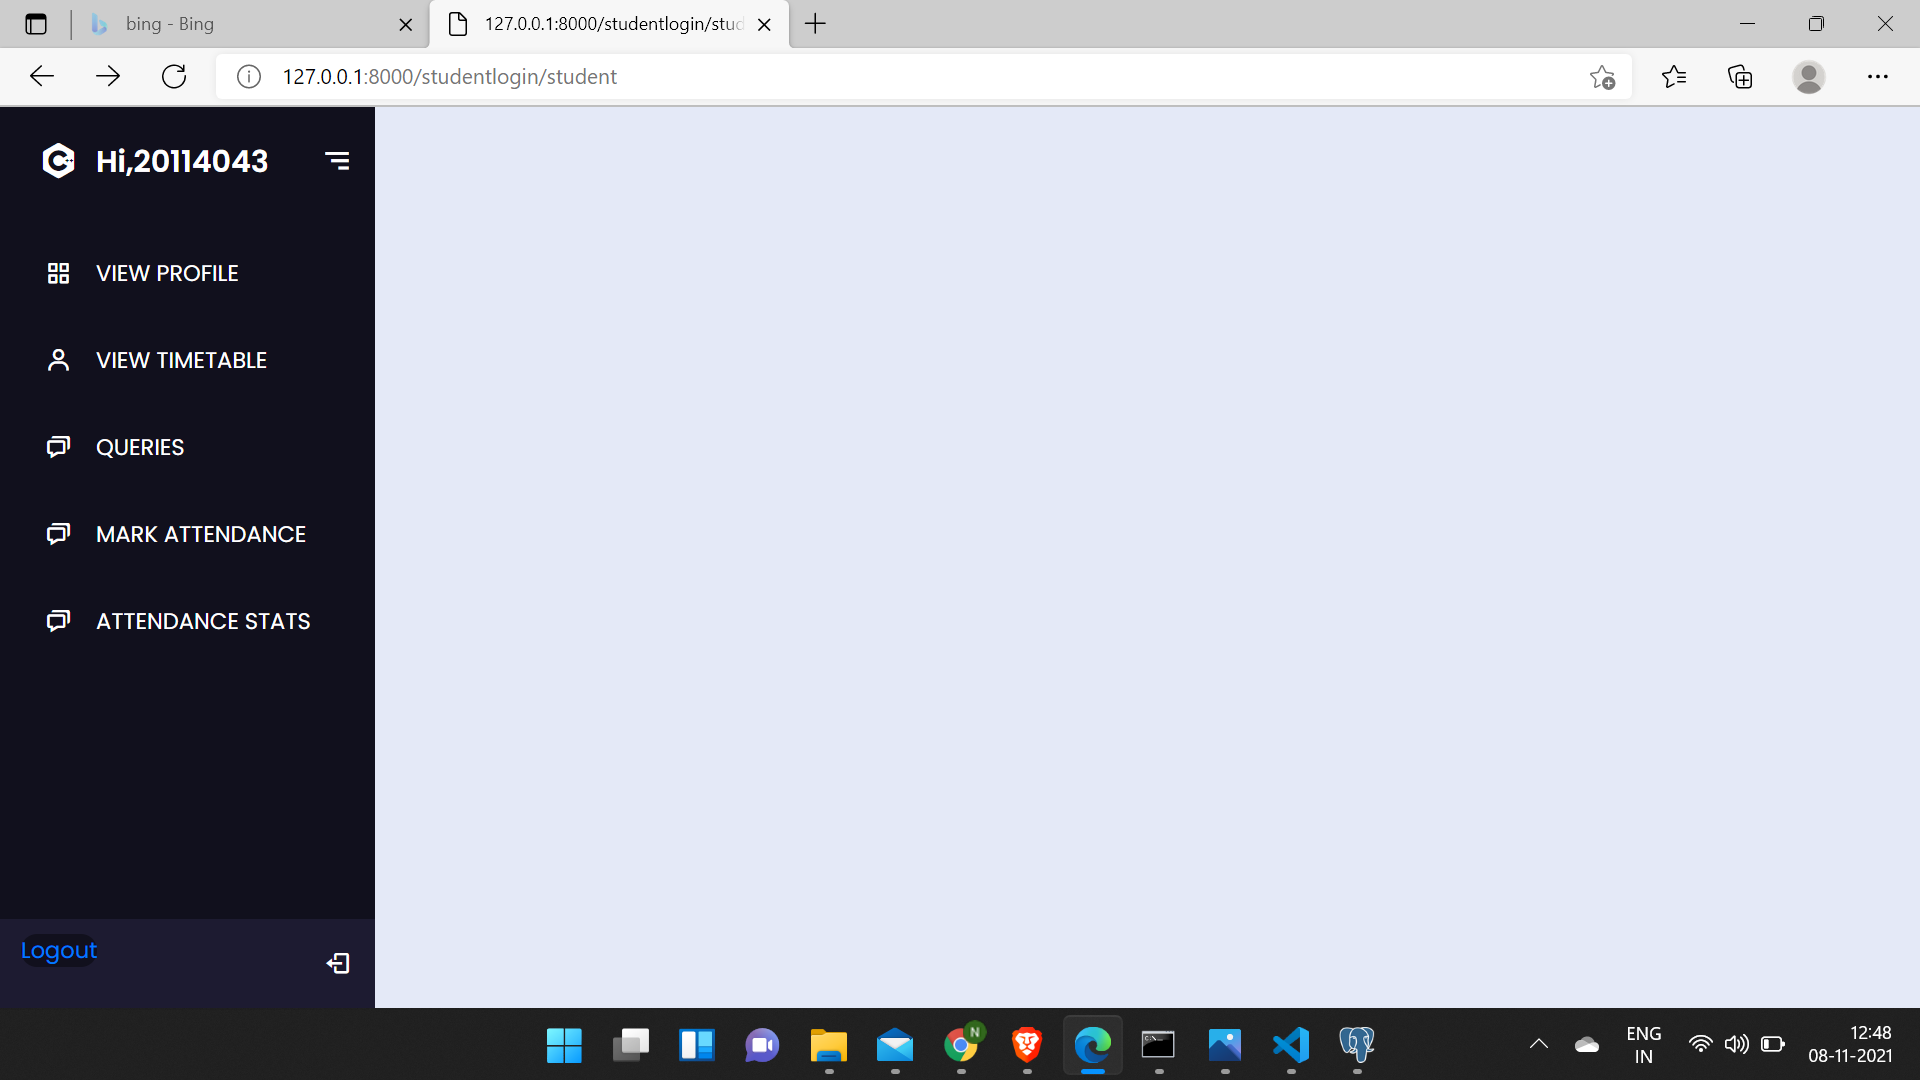 bing - Bing
127.0.0.1:8000/studentlogin/stud
127.0.0.1:8000/studentlogin/student
Hi,20114043
VIEW PROFILE
VIEW TIMETABLE
QUERIES
MARK ATTENDANCE
ATTENDANCE STATS
Logout
N
ENG
IN
12:48
08-11-2021